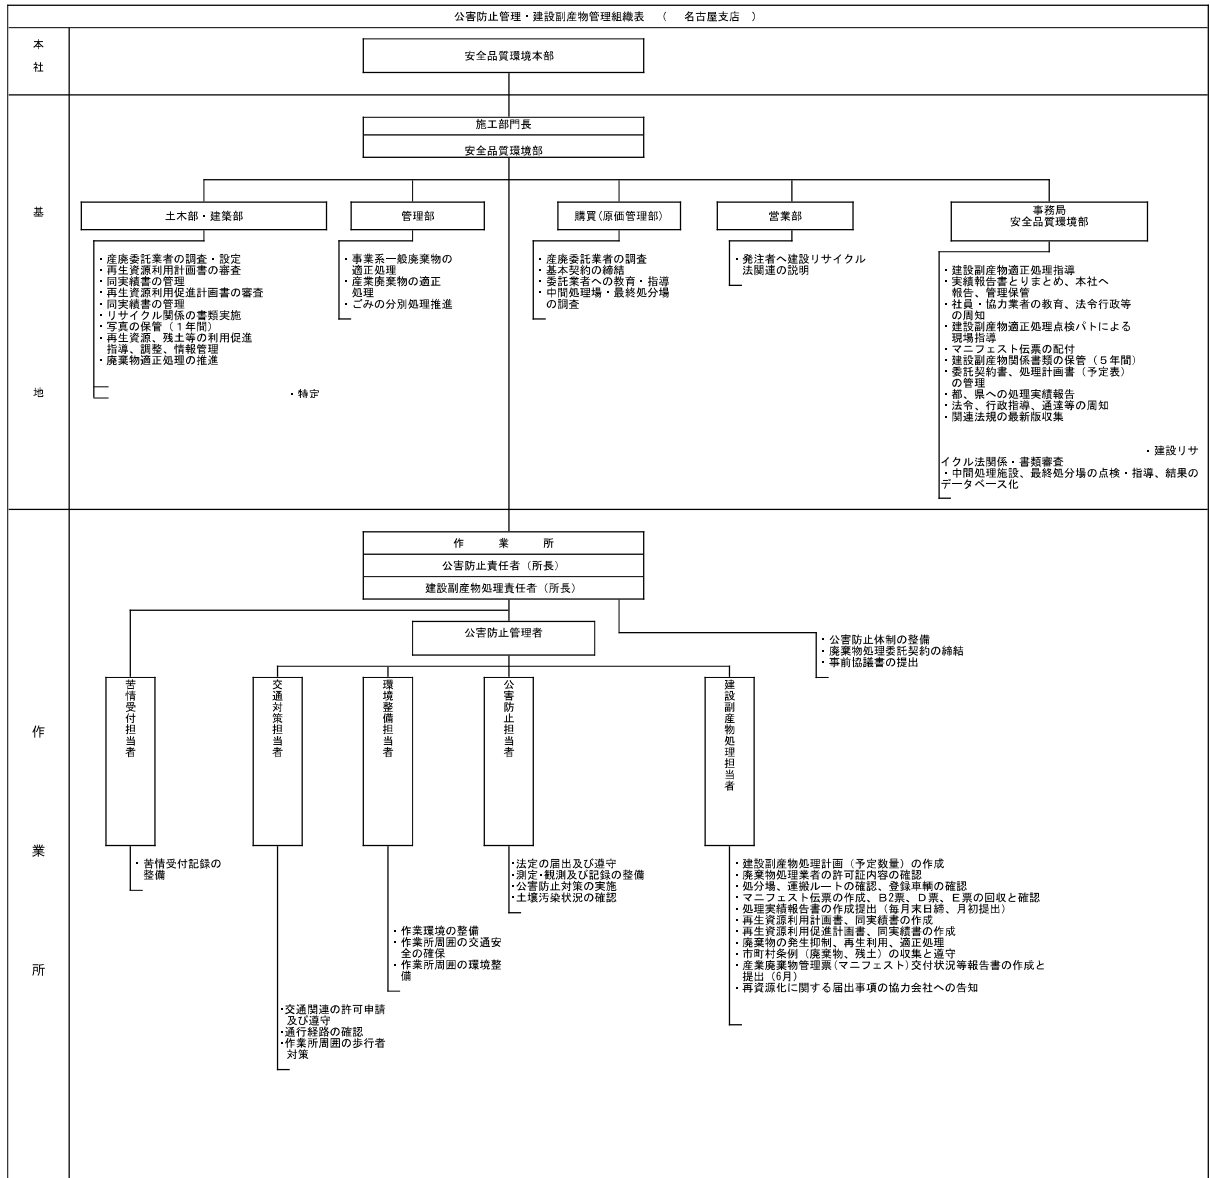 公害防止管理・建設副産物管理組織表　（　名古屋支店　）
本
社
安全品質環境本部
基
地
施工部門長
安全品質環境部
土木部・建築部
・産廃委託業者の調査・設定
・再生資源利用計画書の審査
・同実績書の管理
・再生資源利用促進計画書の審査
・同実績書の管理
・リサイクル関係の書類実施
・写真の保管（１年間）
・再生資源、残土等の利用促進
指導、調整、情報管理
・廃棄物適正処理の推進
・特定
管理部
・事業系一般廃棄物の
適正処理
・産業廃棄物の適正
処理
・ごみの分別処理推進
購買(原価管理部)
・産廃委託業者の調査
・基本契約の締結
・委託業者への教育・指導
・中間処理場・最終処分場
の調査
営業部
・発注者へ建設リサイクル
法関連の説明
事務局
安全品質環境部
・建設副産物適正処理指導
・実績報告書とりまとめ、本社へ
報告、管理保管
・社員・協力業者の教育、法令行政等
の周知
・建設副産物適正処理点検パトによる
現場指導
・マニフェスト伝票の配付
・建設副産物関係書類の保管（５年間）
・委託契約書、処理計画書（予定表）
の管理
・都、県への処理実績報告
・法令、行政指導、通達等の周知
・関連法規の最新版収集
・建設リサ
イクル法関係・書類審査
・中間処理施設、最終処分場の点検・指導、結果の
データベース化
作
業
所
作　業　所
公害防止責任者（所長）
建設副産物処理責任者（所長）
公害防止管理者
・公害防止体制の整備
・廃棄物処理委託契約の締結
・事前協議書の提出
苦情受付担当者
・苦情受付記録の
整備
交通対策担当者
・交通関連の許可申請
及び遵守
・通行経路の確認
・作業所周囲の歩行者
対策
環境整備担当者
・作業環境の整備
・作業所周囲の交通安
全の確保
・作業所周囲の環境整
備
公害防止担当者
・法定の届出及び遵守
・測定・観測及び記録の整備
・公害防止対策の実施
・土壌汚染状況の確認
建設副産物処理担当者
・建設副産物処理計画（予定数量）の作成
・廃棄物処理業者の許可証内容の確認
・処分場、運搬ルートの確認、登録車輌の確認
・マニフェスト伝票の作成、Ｂ2票、Ｄ票、Ｅ票の回収と確認
・処理実績報告書の作成提出（毎月末日締、月初提出）
・再生資源利用計画書、同実績書の作成
・再生資源利用促進計画書、同実績書の作成
・廃棄物の発生抑制、再生利用、適正処理
・市町村条例（廃棄物、残土）の収集と遵守
・産業廃棄物管理票(マニフェスト)交付状況等報告書の作成と
提出（6月）
・再資源化に関する届出事項の協力会社への告知